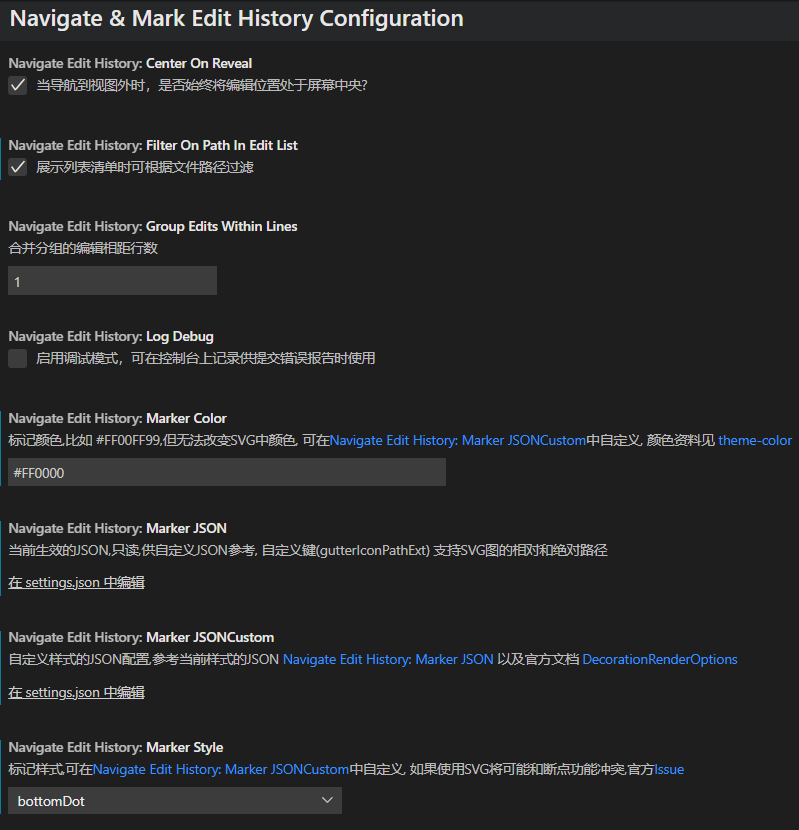 Navigate & Mark Edit History Configuration
Navigate Edit History: Center On Reveal
当导航到视图外时，是否始终将编辑位置处于屏幕中央?
Navigate Edit History: Filter On Path In Edit List
展示列表清单时可根据文件路径过滤
Navigate Edit History: Group Edits Within Lines
合并分组的编辑相距行数
1
Navigate Edit History: Log Debug
启用调试模式，可在控制台上记录供提交错误报告时使用
Navigate Edit History: Marker Color
标记颜色,比如 #FF00FF99,但无法改变SVG中颜色, 可在Navigate Edit History: Marker JSONCustom中自定义, 颜色资料见 theme-color
#FF0000
Navigate Edit History: Marker JSON
当前生效的JSON,只读,供自定义JSON参考, 自定义键(gutterIconPathExt) 支持SVG图的相对和绝对路径
在 settings.json 中编辑
Navigate Edit History: Marker JSONCustom
自定义样式的JSON配置,参考当前样式的JSON Navigate Edit History: Marker JSON 以及官方文档 DecorationRenderOptions
在 settings.json 中编辑
Navigate Edit History: Marker Style
标记样式,可在Navigate Edit History: Marker JSONCustom中自定义, 如果使用SVG将可能和断点功能冲突,官方Issue
bottomDot